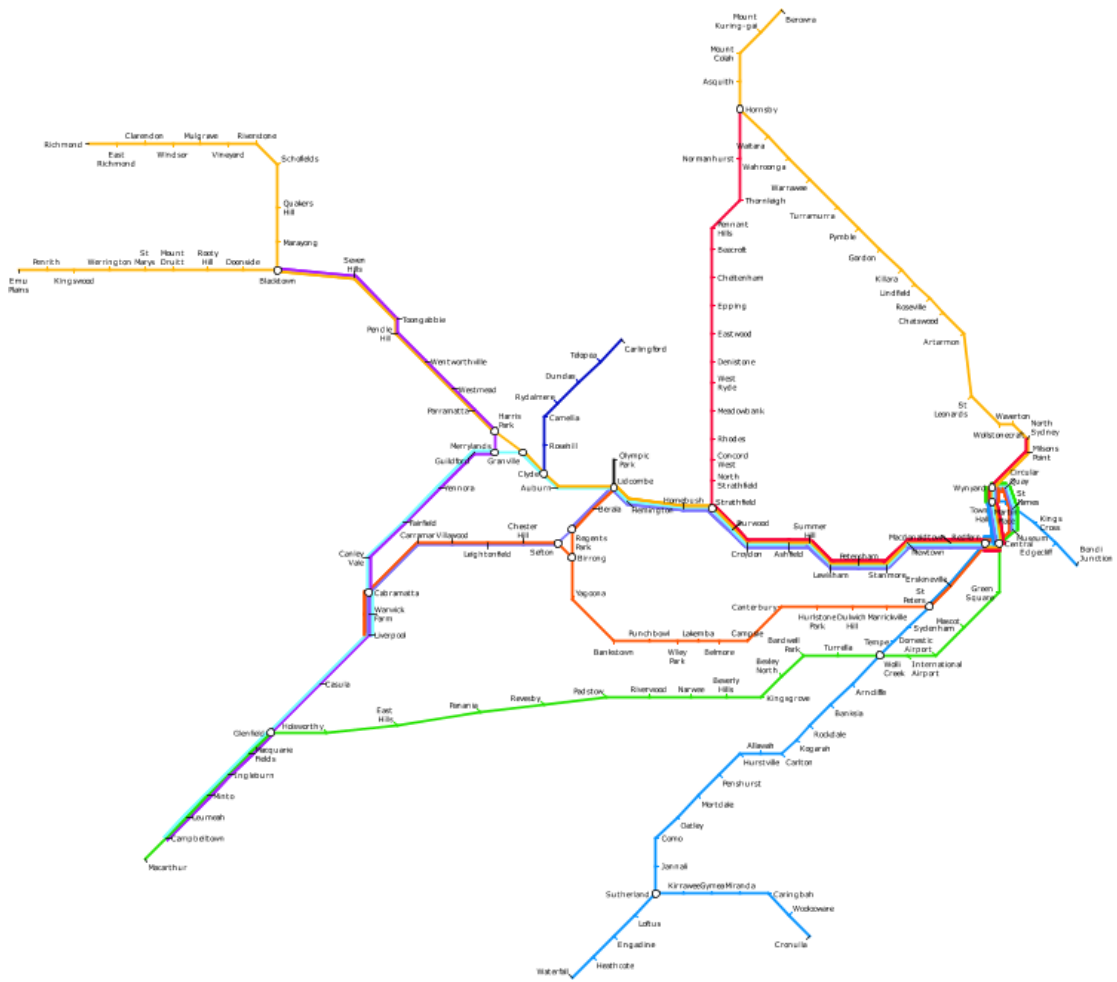 Mount
Kuring-gai
Berowra
Mount
Colah
Asquith
Hornsby
Waitara
Normanhurst
Wahroonga
Warrawee
Thornleigh
Turramurra
Pennant
Hills
Pymble
Beecroft
Gordon
Cheltenham
Killara
Lindfield
Epping
Roseville
Chatswood
Eastwood
Artarmon
Denistone
West
Ryde
Meadowbank
St
Leonards
Waverton
North
Sydney
Wollstonecraft
Rhodes
Milsons
Point
Concord
West
North
Strathfield
Strathfield
Richmond
Clarendon
Mulgrave
Riverstone
East
Richmond
Windsor
Vineyard
Schofields
Quakers
Hill
Marayong
Penrith
Werrington
St
Marys
Mount
Druitt
Rooty
Hill
Doonside
Emu
Plains
Kingswood
Blacktown
Seven
Hills
Toongabbie
Pendle
Hill
Wentworthville
Westmead
Parramatta
Harris
Park
Telopea
Carlingford
Dundas
Rydalmere
Camellia
Rosehill
Merrylands
Guildford
Granville
Clyde
Auburn
Olympic
Park
Lidcombe
Flemington
Homebush
Berala
Yennora
Fairfield
Canley
Vale
Carramar
Villawood
Leightonfield
Chester
Hill
Sefton
Regents
Park
Birrong
Yagoona
Cabramatta
Warwick
Farm
Liverpool
Casula
Glenfield
Holsworthy
Macquarie
Fields
Ingleburn
Minto
Leumeah
Campbelltown
Macarthur
East
Hills
Panania
Revesby
Padstow
Riverwood
Narwee
Beverly
Hills
Kingsgrove
Bexley
North
Bardwell
Park
Turrella
Bankstown
Punchbowl
Wiley
Park
Lakemba
Belmore
Campsie
Canterbury
Hurlstone
Park
Dulwich
Hill
Marrickville
Burwood
Croydon
Ashfield
Summer
Hill
Lewisham
Petersham
Stanmore
Newtown
Macdonaldtown
Redfern
Central
Wynyard
Town
Hall
Circular
Quay
St
James
Martin
Place
Museum
Kings
Cross
Edgecliff
Bondi
Junction
Erskineville
St
Peters
Green
Square
Mascot
Sydenham
Tempe
Domestic
Airport
International
Airport
Wolli
Creek
Arncliffe
Banksia
Rockdale
Kogarah
Carlton
Allawah
Hurstville
Penshurst
Mortdale
Oatley
Como
Jannali
Sutherland
Kirrawee
Gymea
Miranda
Caringbah
Woolooware
Cronulla
Loftus
Engadine
Heathcote
Waterfall